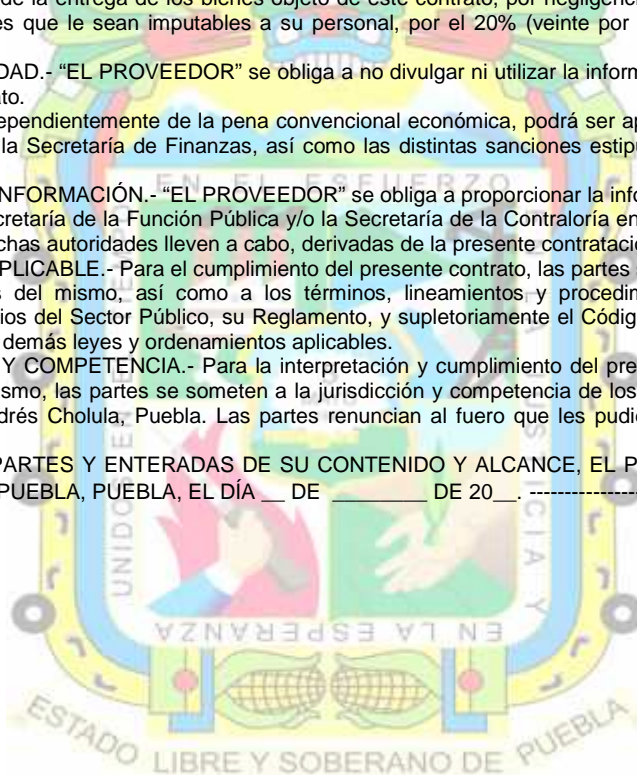 de la entrega de los bienes objeto de este contrato, por negligenci
es que le sean imputables a su personal, por el 20% (veinte por
DAD.- “EL PROVEEDOR” se obliga a no divulgar ni utilizar la inform
ato.
ependientemente de la pena convencional económica, podrá ser ap
la Secretaría de Finanzas, así como las distintas sanciones estipu
NFORMACIÓN.- “EL PROVEEDOR” se obliga a proporcionar la info
cretaría de la Función Pública y/o la Secretaría de la Contraloría en
chas autoridades lleven a cabo, derivadas de la presente contratació
PLICABLE.- Para el cumplimiento del presente contrato, las partes
s del mismo, así como a los términos, lineamientos y procedim
ios del Sector Público, su Reglamento, y supletoriamente el Código
demás leyes y ordenamientos aplicables.
Y COMPETENCIA.- Para la interpretación y cumplimiento del pre
smo, las partes se someten a la jurisdicción y competencia de los
drés Cholula, Puebla. Las partes renuncian al fuero que les pudie
PARTES Y ENTERADAS DE SU CONTENIDO Y ALCANCE, EL P
PUEBLA, PUEBLA, EL DÍA __ DE ________ DE 20__. ----------------
EN EL ESFUERZO
UNIDOS EN
JUSTICIA Y
EN LA ESPERANZA
ESTADO LIBRE Y SOBERANO DE PUEBLA